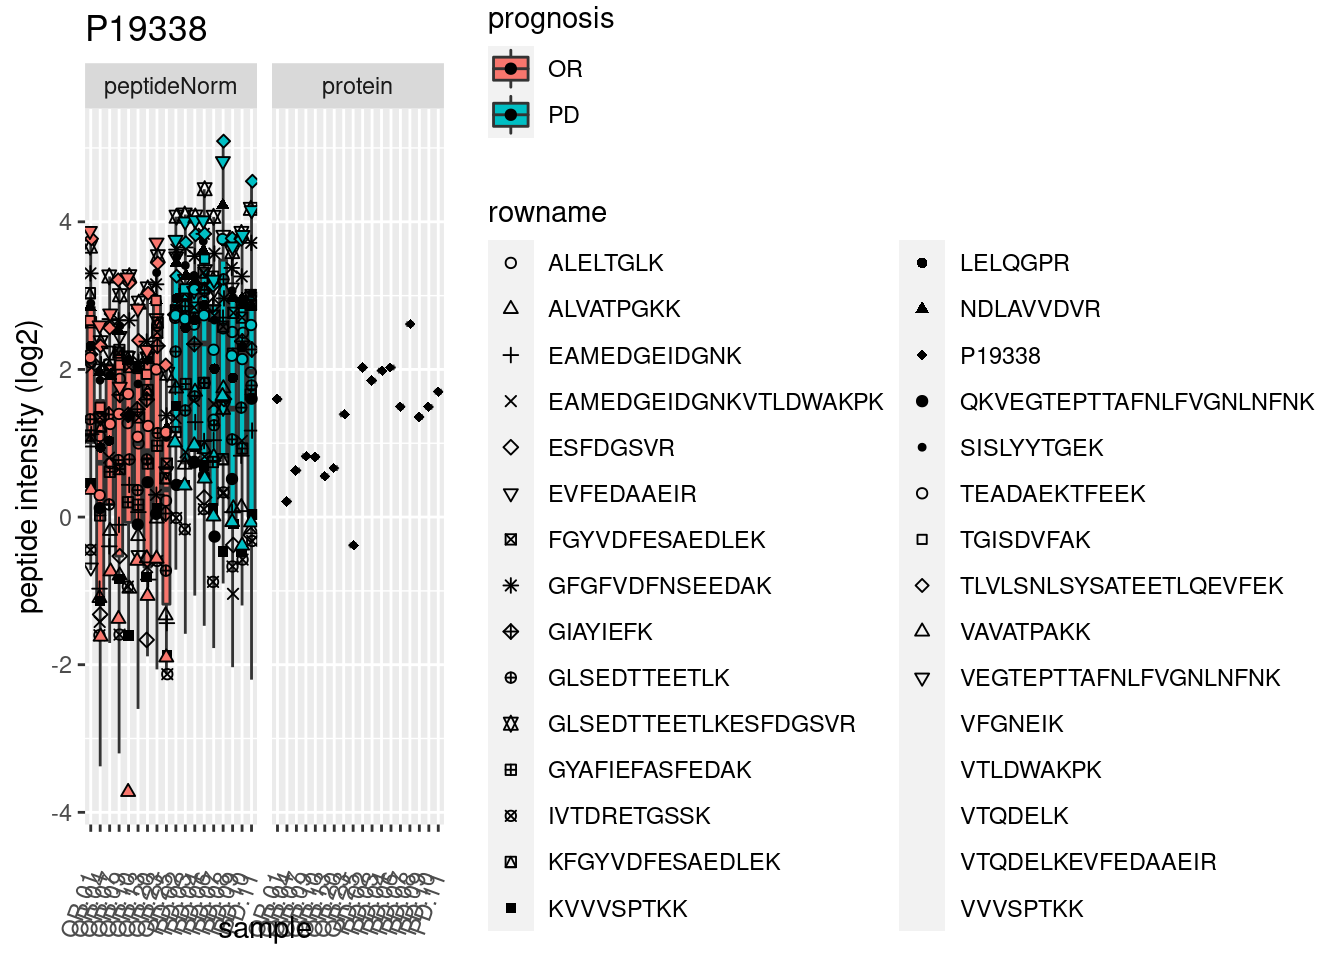 P19338
peptideNorm
protein
peptide intensity (log2)
4
2
0
-2
-4
sample
prognosis
OR
PD
rowname
ALELTGLK
ALVATPGKK
EAMEDGEIDGNK
EAMEDGEIDGNKVTLDWAKPK
ESFDGSVR
EVFEDAAEIR
FGYVDFESAEDLEK
GFGFVDFNSEEDAK
GIAYIEFK
GLSEDTTEETLK
GLSEDTTEETLKESFDGSVR
GYAFIEFASFEDAK
IVTDRETGSSK
KFGYVDFESAEDLEK
KVVVSPTKK
LELQGPR
NDLAVVDVR
P19338
QKVEGTEPTTAFNLFVGNLNFNK
SISLYYTGEK
TEADAEKTFEEK
TGISDVFAK
TLVLSNLSYSATEETLQEVFEK
VAVATPAKK
VEGTEPTTAFNLFVGNLNFNK
VFGNEIK
VTLDWAKPK
VTQDELK
VTQDELKEVFEDAAEIR
VVVSPTKK